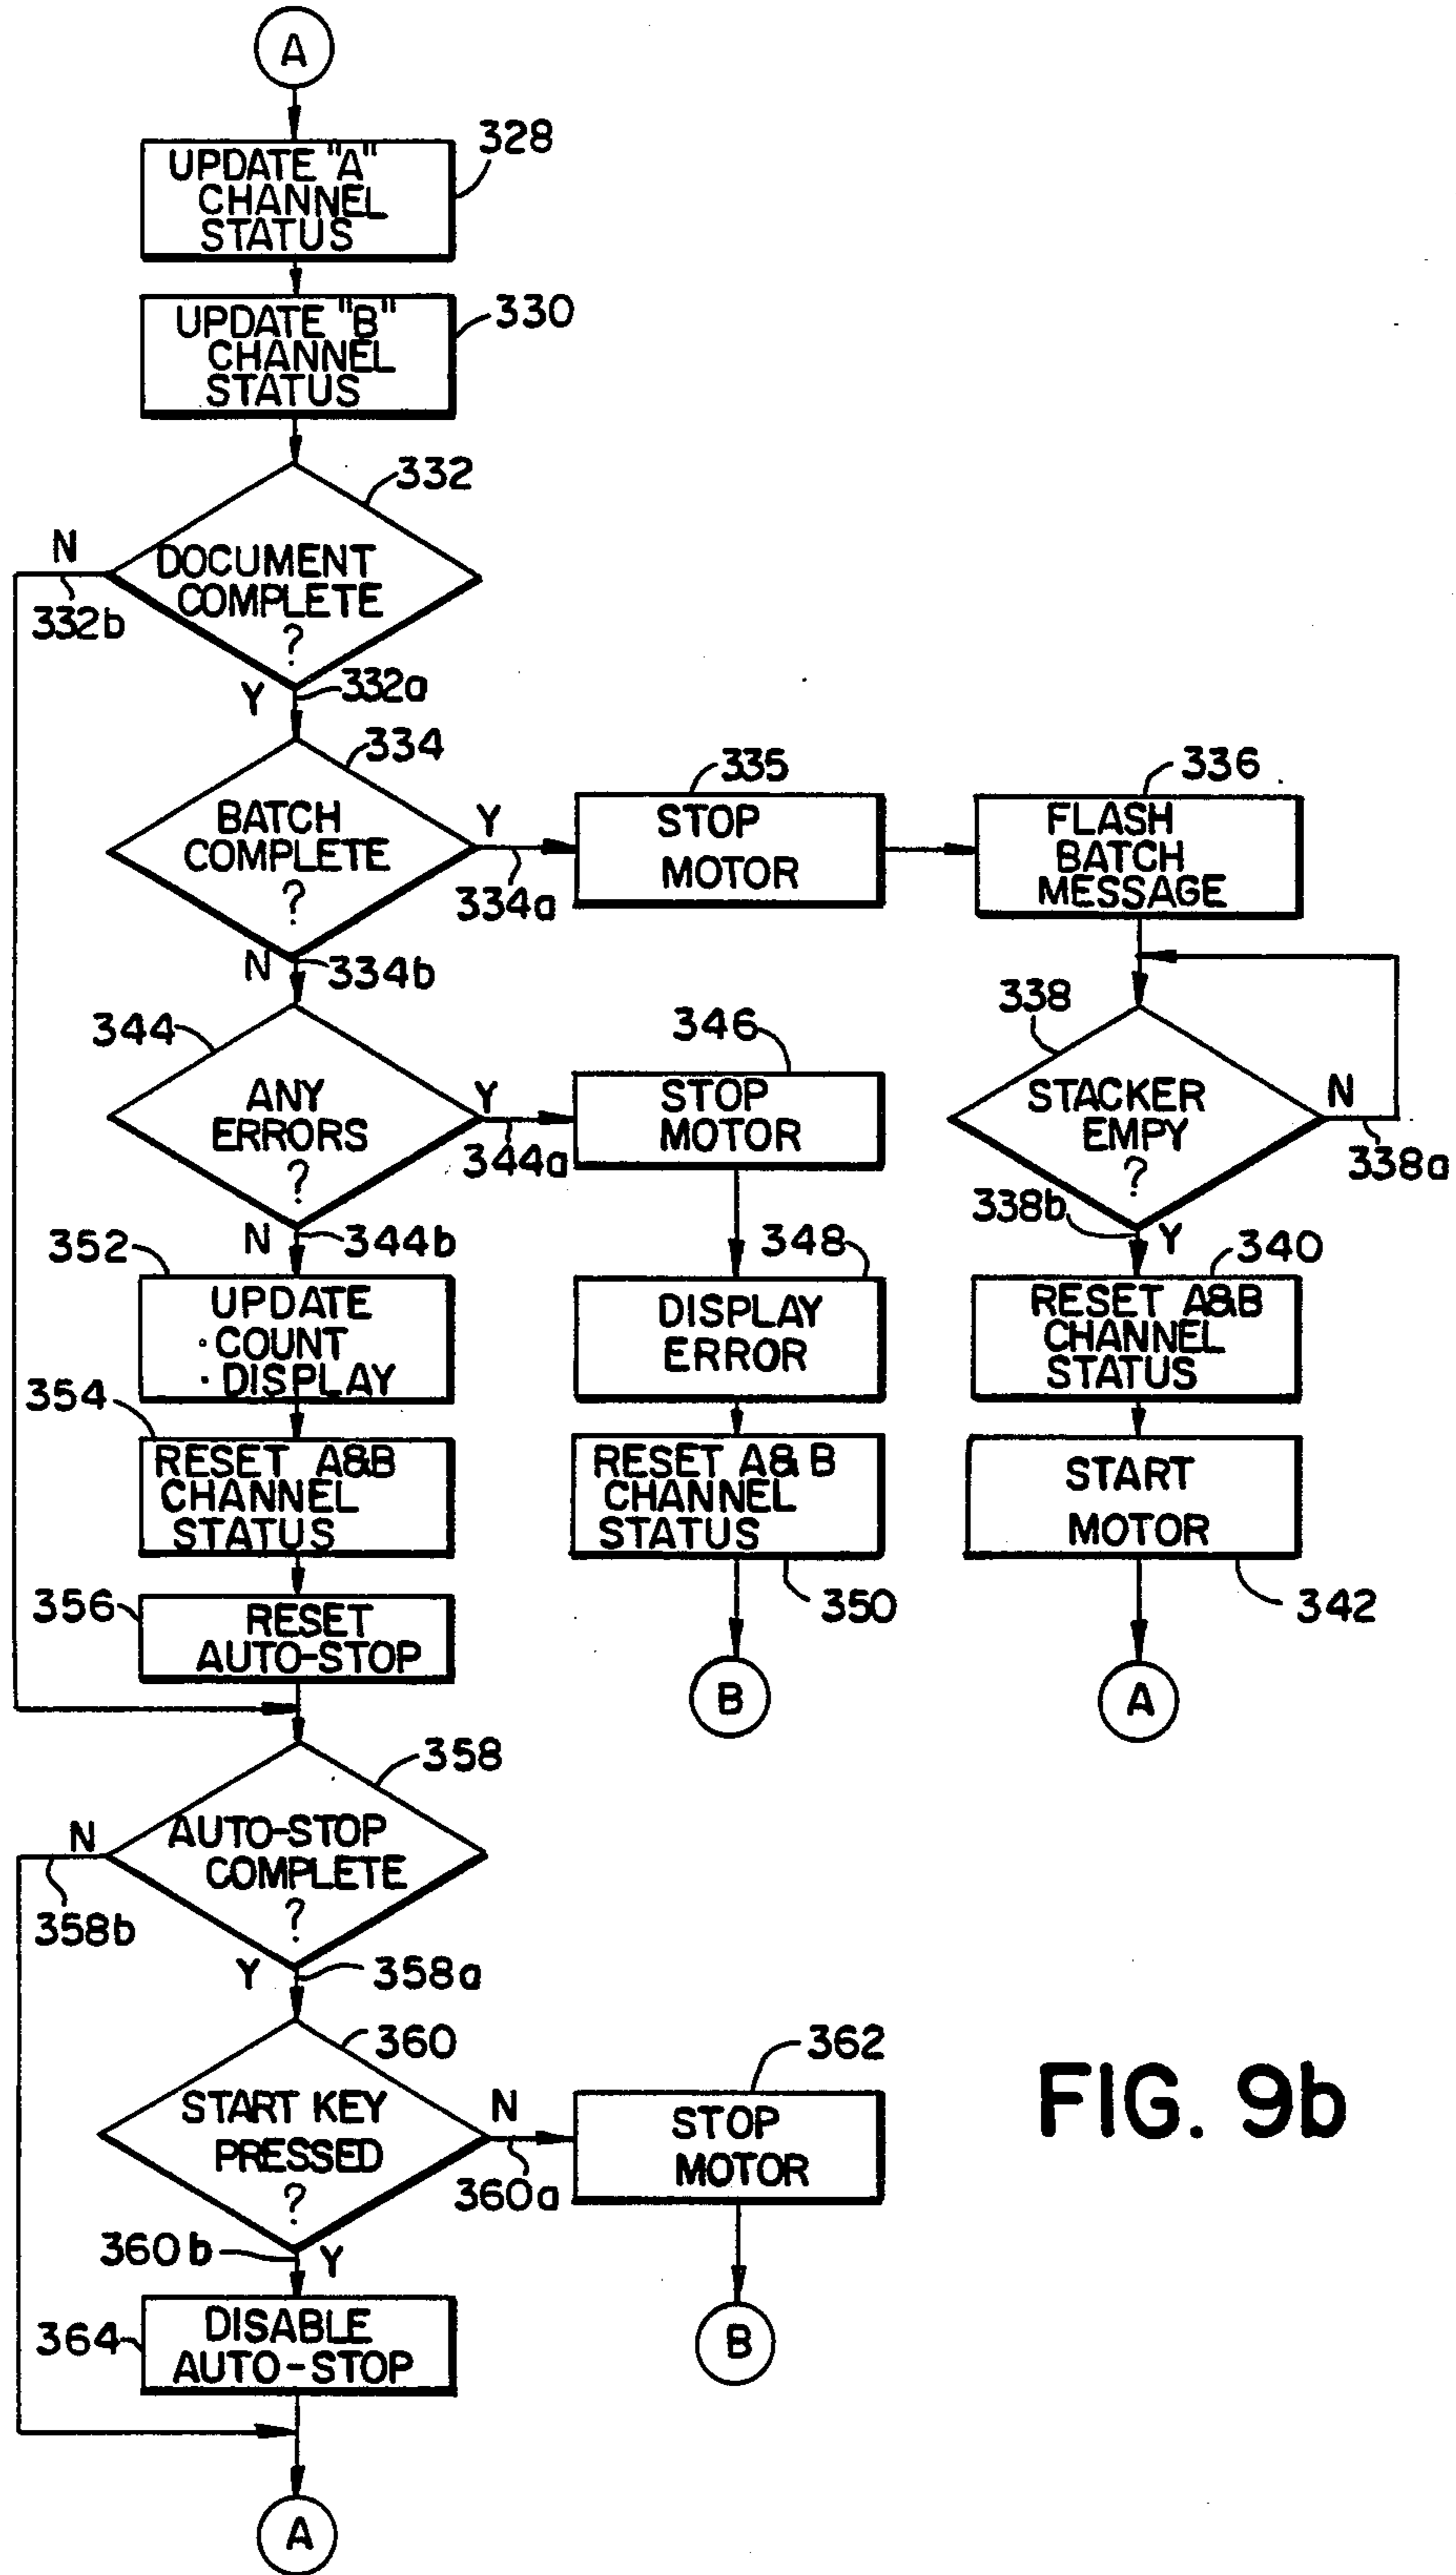 A
UPDATE "A"
CHANNEL
STATUS
328
UPDATE "B"
CHANNEL
STATUS
330
332
DOCUMENT
COMPLETE
?
N
332b
Y
332a
334
BATCH
COMPLETE
?
Y
334a
335
STOP
MOTOR
336
FLASH
BATCH
MESSAGE
N
334b
344
ANY
ERRORS
?
Y
344a
346
STOP
MOTOR
338
STACKER
EMPY
?
N
338a
N
344b
338b
Y
352
UPDATE
COUNT
DISPLAY
348
DISPLAY
ERROR
340
RESET A&B
CHANNEL
STATUS
354
RESET A&B
CHANNEL
STATUS
RESET A& B
CHANNEL
STATUS
350
START
MOTOR
342
356
RESET
AUTO-STOP
B
A
358
AUTO-STOP
COMPLETE
?
N
358b
Y
358a
360
START KEY
PRESSED
?
N
360a
362
STOP
MOTOR
FIG. 9b
360b
Y
364
DISABLE
AUTO-STOP
B
A